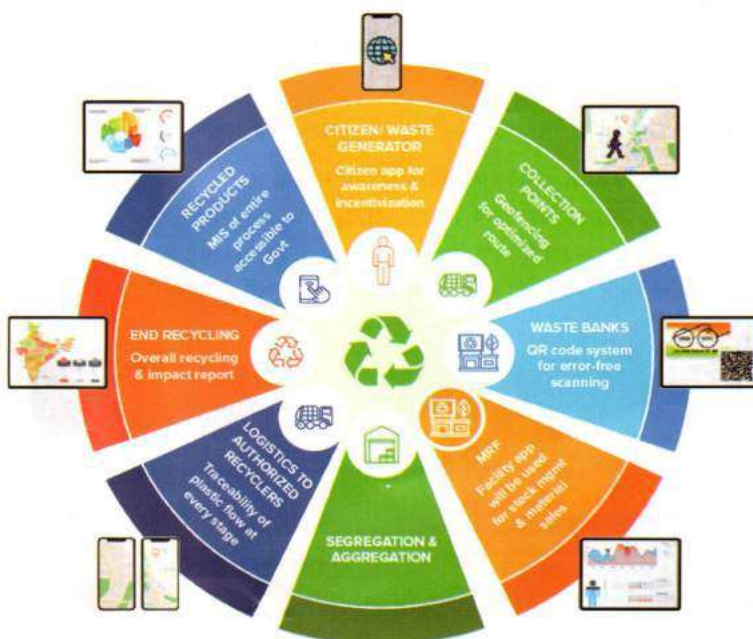 CITIZEN/ WASTE
GENERATOR
Citizen app for
awareness &
incentivization
COLLECTION
POINTS
Geofencing
for optimized
route
WASTE BANKS
QR code system
for error-free
scanning
MRF
Facility app
will be used
for stock mgmt
& material
sales
SEGREGATION &
AGGREGATION
LOGISTICS TO
AUTHORIZED
RECYCLERS
Traceability of
plastic flow at
every stage
END RECYCLING
Overall recycling
& impact report
RECYCLED
PRODUCTS
MIS of entire
process
accessible to
Govt